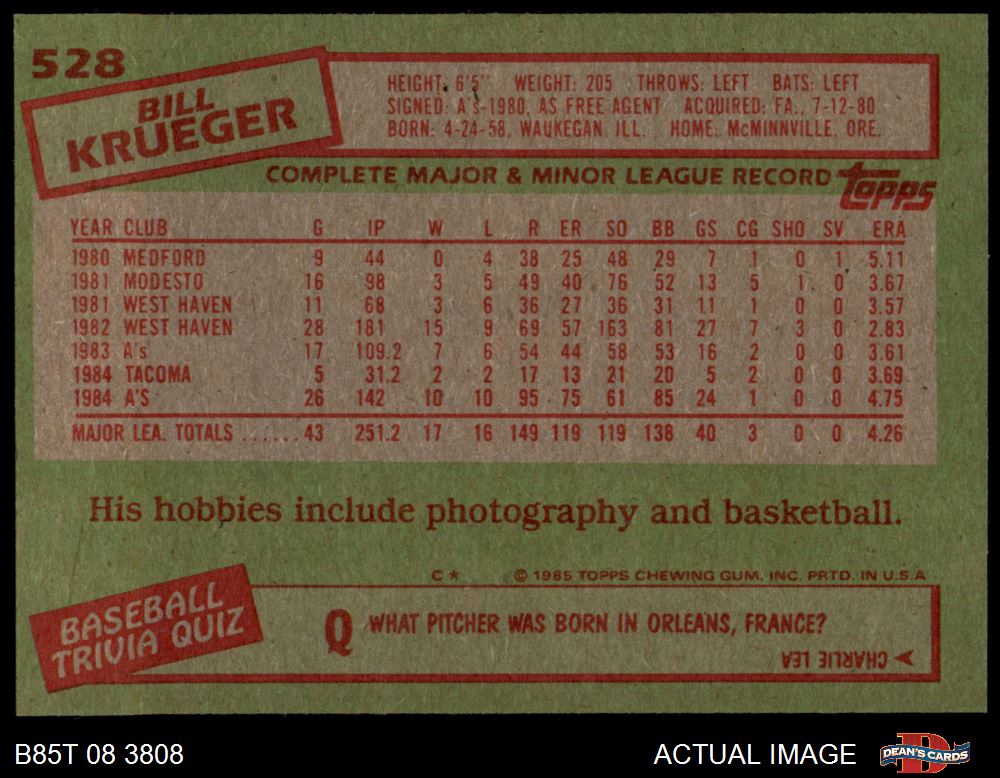 528
BILL
KRUEGER
HEIGHT: 6'5" WEIGHT: 205 THROWS: LEFT BATS: LEFT
SIGNED: A's-1980, AS FREE AGENT ACQUIRED: FA., 7-12-80
BORN: 4-24-58, WAUKEGAN, ILL. HOME: McMINNVILLE, ORE.
COMPLETE MAJOR & MINOR LEAGUE RECORD topps
YEAR CLUB G IP W L R ER SO BB GS CG SHO SV ERA
1980 MEDFORD 9 44 0 4 38 25 48 29 7 1 0 1 5.11
1981 MODESTO 16 98 3 5 49 40 76 52 13 5 1 0 3.67
1981 WEST HAVEN 11 68 3 6 36 27 36 31 11 1 0 0 3.57
1982 WEST HAVEN 28 181 15 9 69 57 163 81 27 7 3 0 2.83
1983 A's 17 109.2 7 6 54 44 58 53 16 2 0 0 3.61
1984 TACOMA 5 31.2 2 2 17 13 21 20 5 2 0 0 3.69
1984 A'S 26 142 10 10 95 75 61 85 24 1 0 0 4.75
MAJOR LEA. TOTALS ...... 43 251.2 17 16 149 119 119 138 40 3 0 0 4.26
His hobbies include photography and basketball.
C* © 1985 TOPPS CHEWING GUM, INC. PRTD. IN U.S.A
BASEBALL
TRIVIA QUIZ
Q WHAT PITCHER WAS BORN IN ORLEANS, FRANCE?
CHARLIE LEA
B85T 08 3808
ACTUAL IMAGE
DEAN'S CARDS